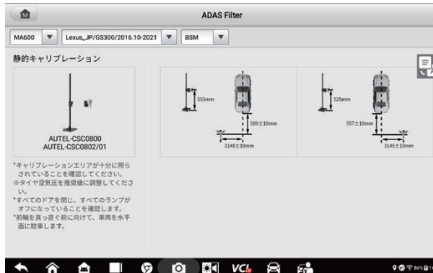 ADAS Filter
MA600
Lexus_JP/GS300/2016.10-2021
BSM
静的キャリブレーション
AUTEL-CSC0800
AUTEL-CSC0802/01
*キャリブレーションエリアが十分に照ら
されていることを確認してください。
※タイヤ空気圧を推奨値に調整してくださ
い。
*すべてのドアを閉じ、すべてのランプが
オフになっていることを確認します。
*前輪を真っ直ぐ前に向けて、車両を水平
面に駐車します。
555mm
589±10mm
3148±10mm
525mm
557±10mm
3145±10mm
VCI